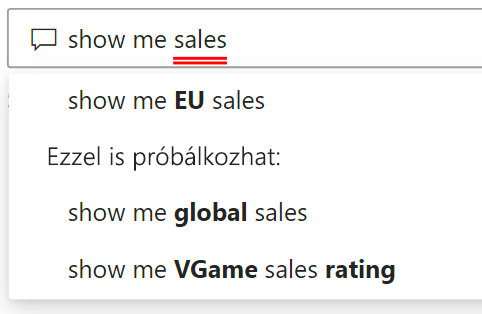 show me sales
show me EU sales
Ezzel is próbálkozhat:
show me global sales
show me VGame sales rating